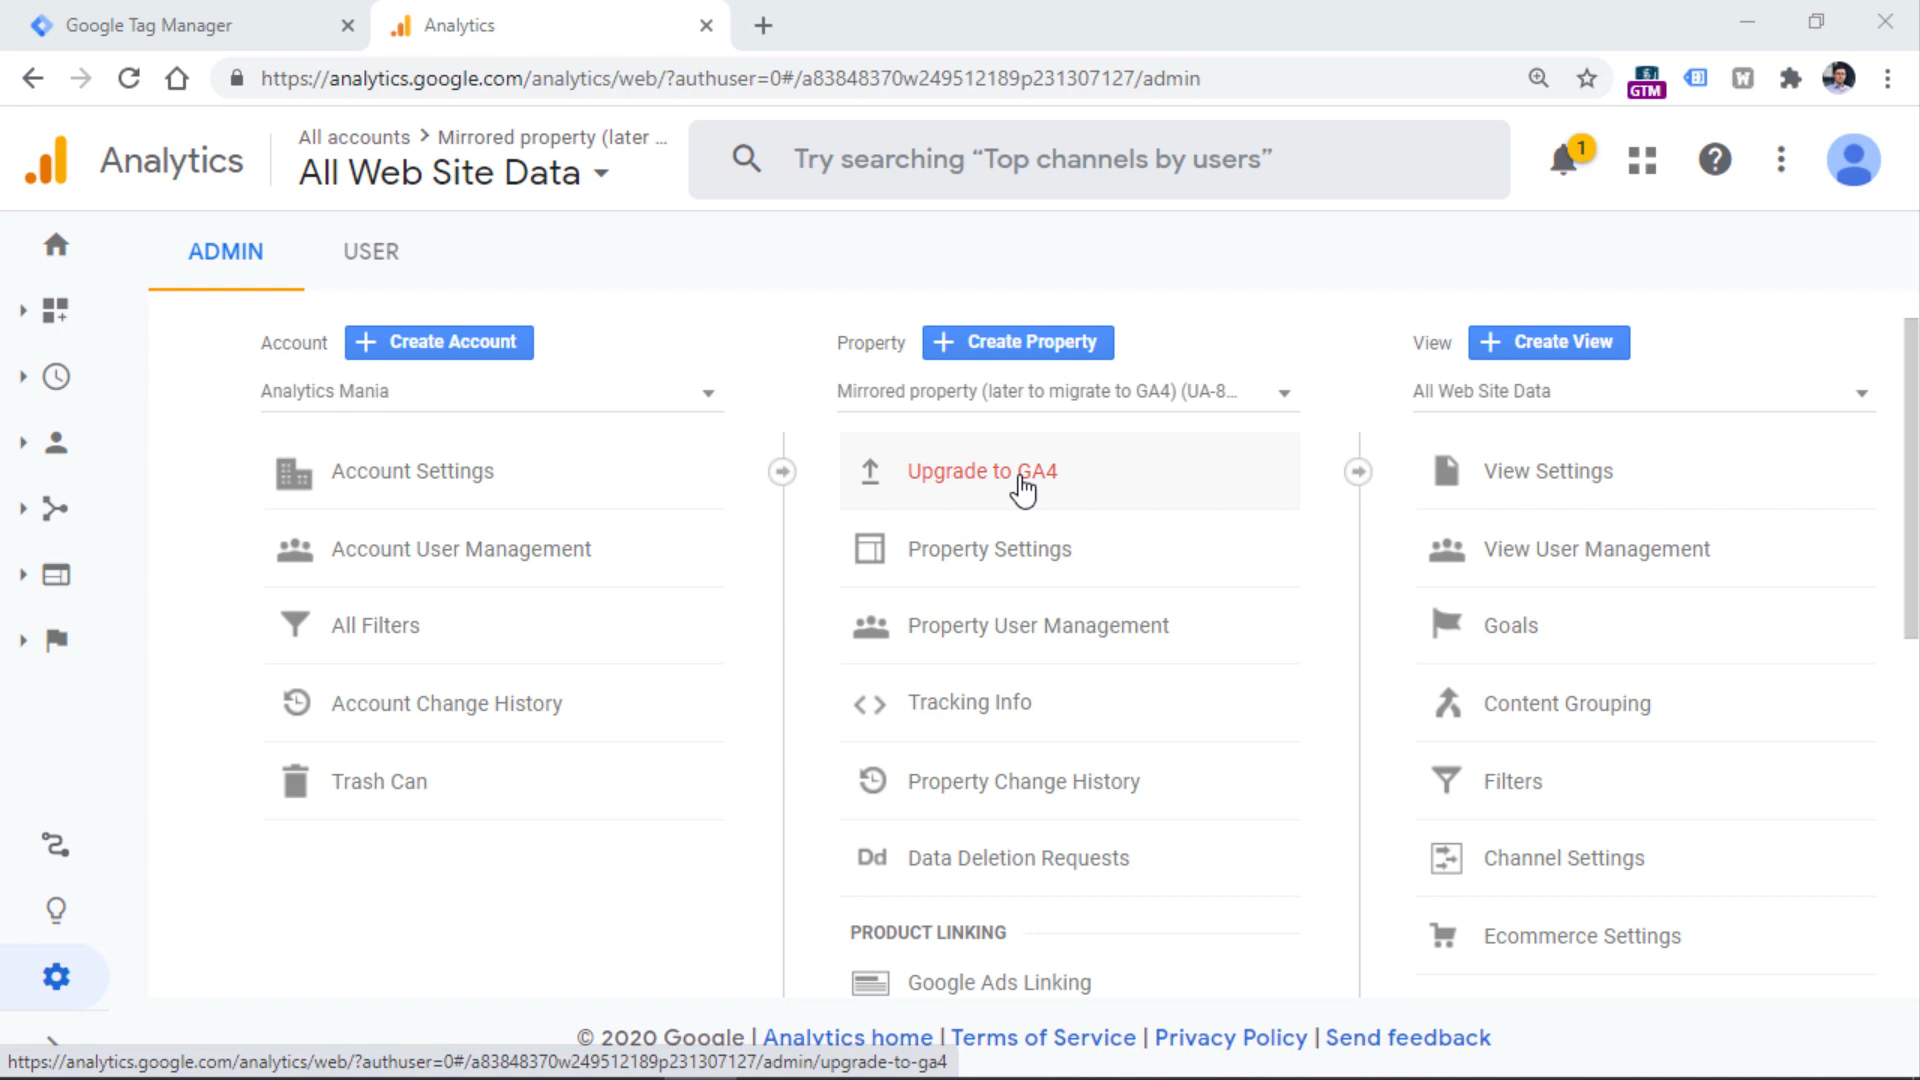 Google Tag Manager
Analytics
https://analytics.google.com/analytics/web/?authuser=0#/a83848370w249512189p231307127/admin
GTM
W
Analytics
All accounts > Mirrored property (later ...
All Web Site Data
Try searching “Top channels by users”
1
ADMIN
USER
Account
+ Create Account
Analytics Mania
Account Settings
Account User Management
All Filters
Account Change History
Trash Can
Property
+ Create Property
Mirrored property (later to migrate to GA4) (UA-8...
Upgrade to GA4
Property Settings
Property User Management
Tracking Info
Property Change History
Dd Data Deletion Requests
PRODUCT LINKING
Google Ads Linking
View
+ Create View
All Web Site Data
View Settings
View User Management
Goals
Content Grouping
Filters
Channel Settings
Ecommerce Settings
© 2020 Google | Analytics home | Terms of Service | Privacy Policy | Send feedback
https://analytics.google.com/analytics/web/?authuser=0#/a83848370w249512189p231307127/admin/upgrade-to-ga4